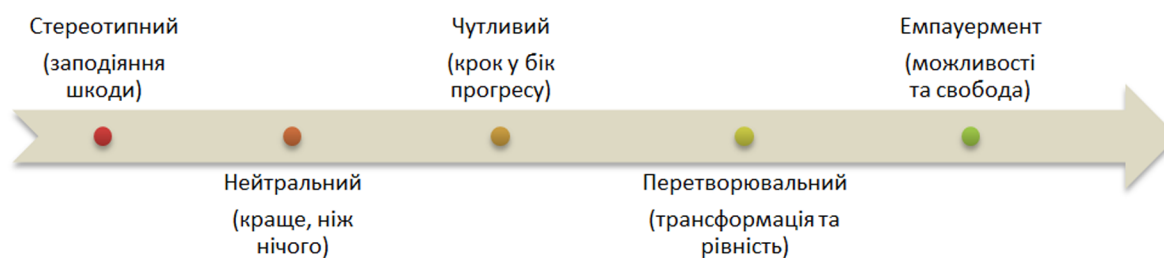 Стереотипний
(заподіяння
шкоди)
Нейтральний
(краще, ніж
нічого)
Чутливий
(крок у бік
прогресу)
Перетворювальний
(трансформація та
рівність)
Емпауермент
(можливості
та свобода)